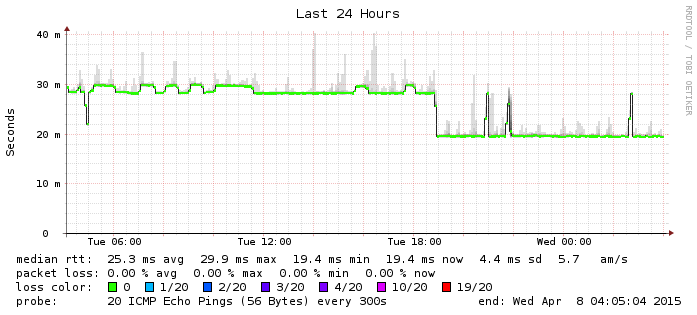 Last 24 Hours
RRDTOOL / TOBI OETIKER
Seconds
40 m
30 m
20 m
10 m
0
Tue 06:00 Tue 12:00 Tue 18:00 Wed 00:00
median rtt: 25.3 ms avg 29.9 ms max 19.4 ms min 19.4 ms now 4.4 ms sd 5.7 am/s
packet loss: 0.00 % avg 0.00 % max 0.00 % min 0.00 % now
loss color: 0 1/20 2/20 3/20 4/20 10/20 19/20
probe: 20 ICMP Echo Pings (56 Bytes) every 300s end: Wed Apr 8 04:05:04 2015